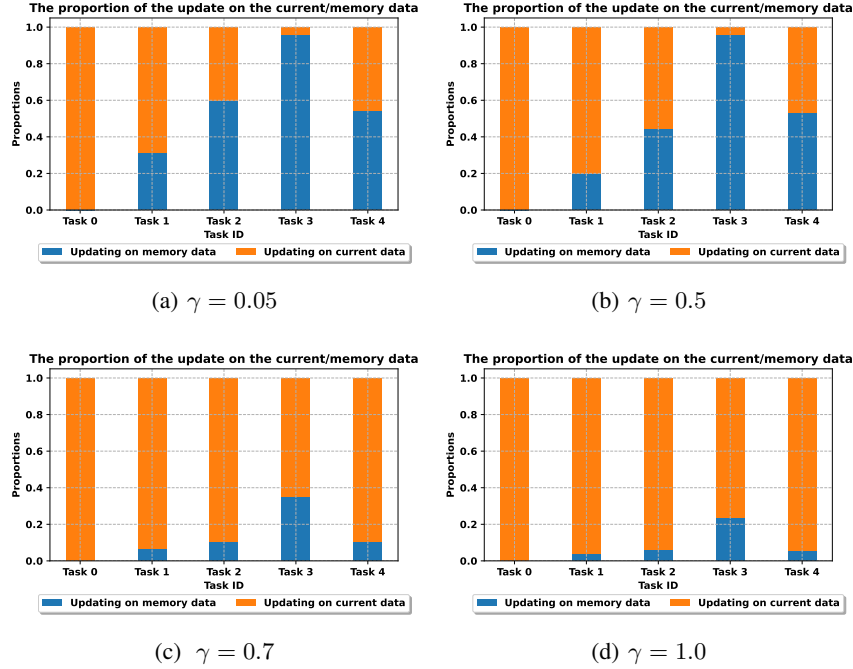 The proportion of the update on the current/memory data
1.0
0.8
0.6
0.4
0.2
0.0
Proportions
Task 0 Task 1 Task 2 Task 3 Task 4
Task ID
Updating on memory data Updating on current data
(a) γ = 0.05
The proportion of the update on the current/memory data
1.0
0.8
0.6
0.4
0.2
0.0
Proportions
Task 0 Task 1 Task 2 Task 3 Task 4
Task ID
Updating on memory data Updating on current data
(b) γ = 0.5
The proportion of the update on the current/memory data
1.0
0.8
0.6
0.4
0.2
0.0
Proportions
Task 0 Task 1 Task 2 Task 3 Task 4
Task ID
Updating on memory data Updating on current data
(c) γ = 0.7
The proportion of the update on the current/memory data
1.0
0.8
0.6
0.4
0.2
0.0
Proportions
Task 0 Task 1 Task 2 Task 3 Task 4
Task ID
Updating on memory data Updating on current data
(d) γ = 1.0